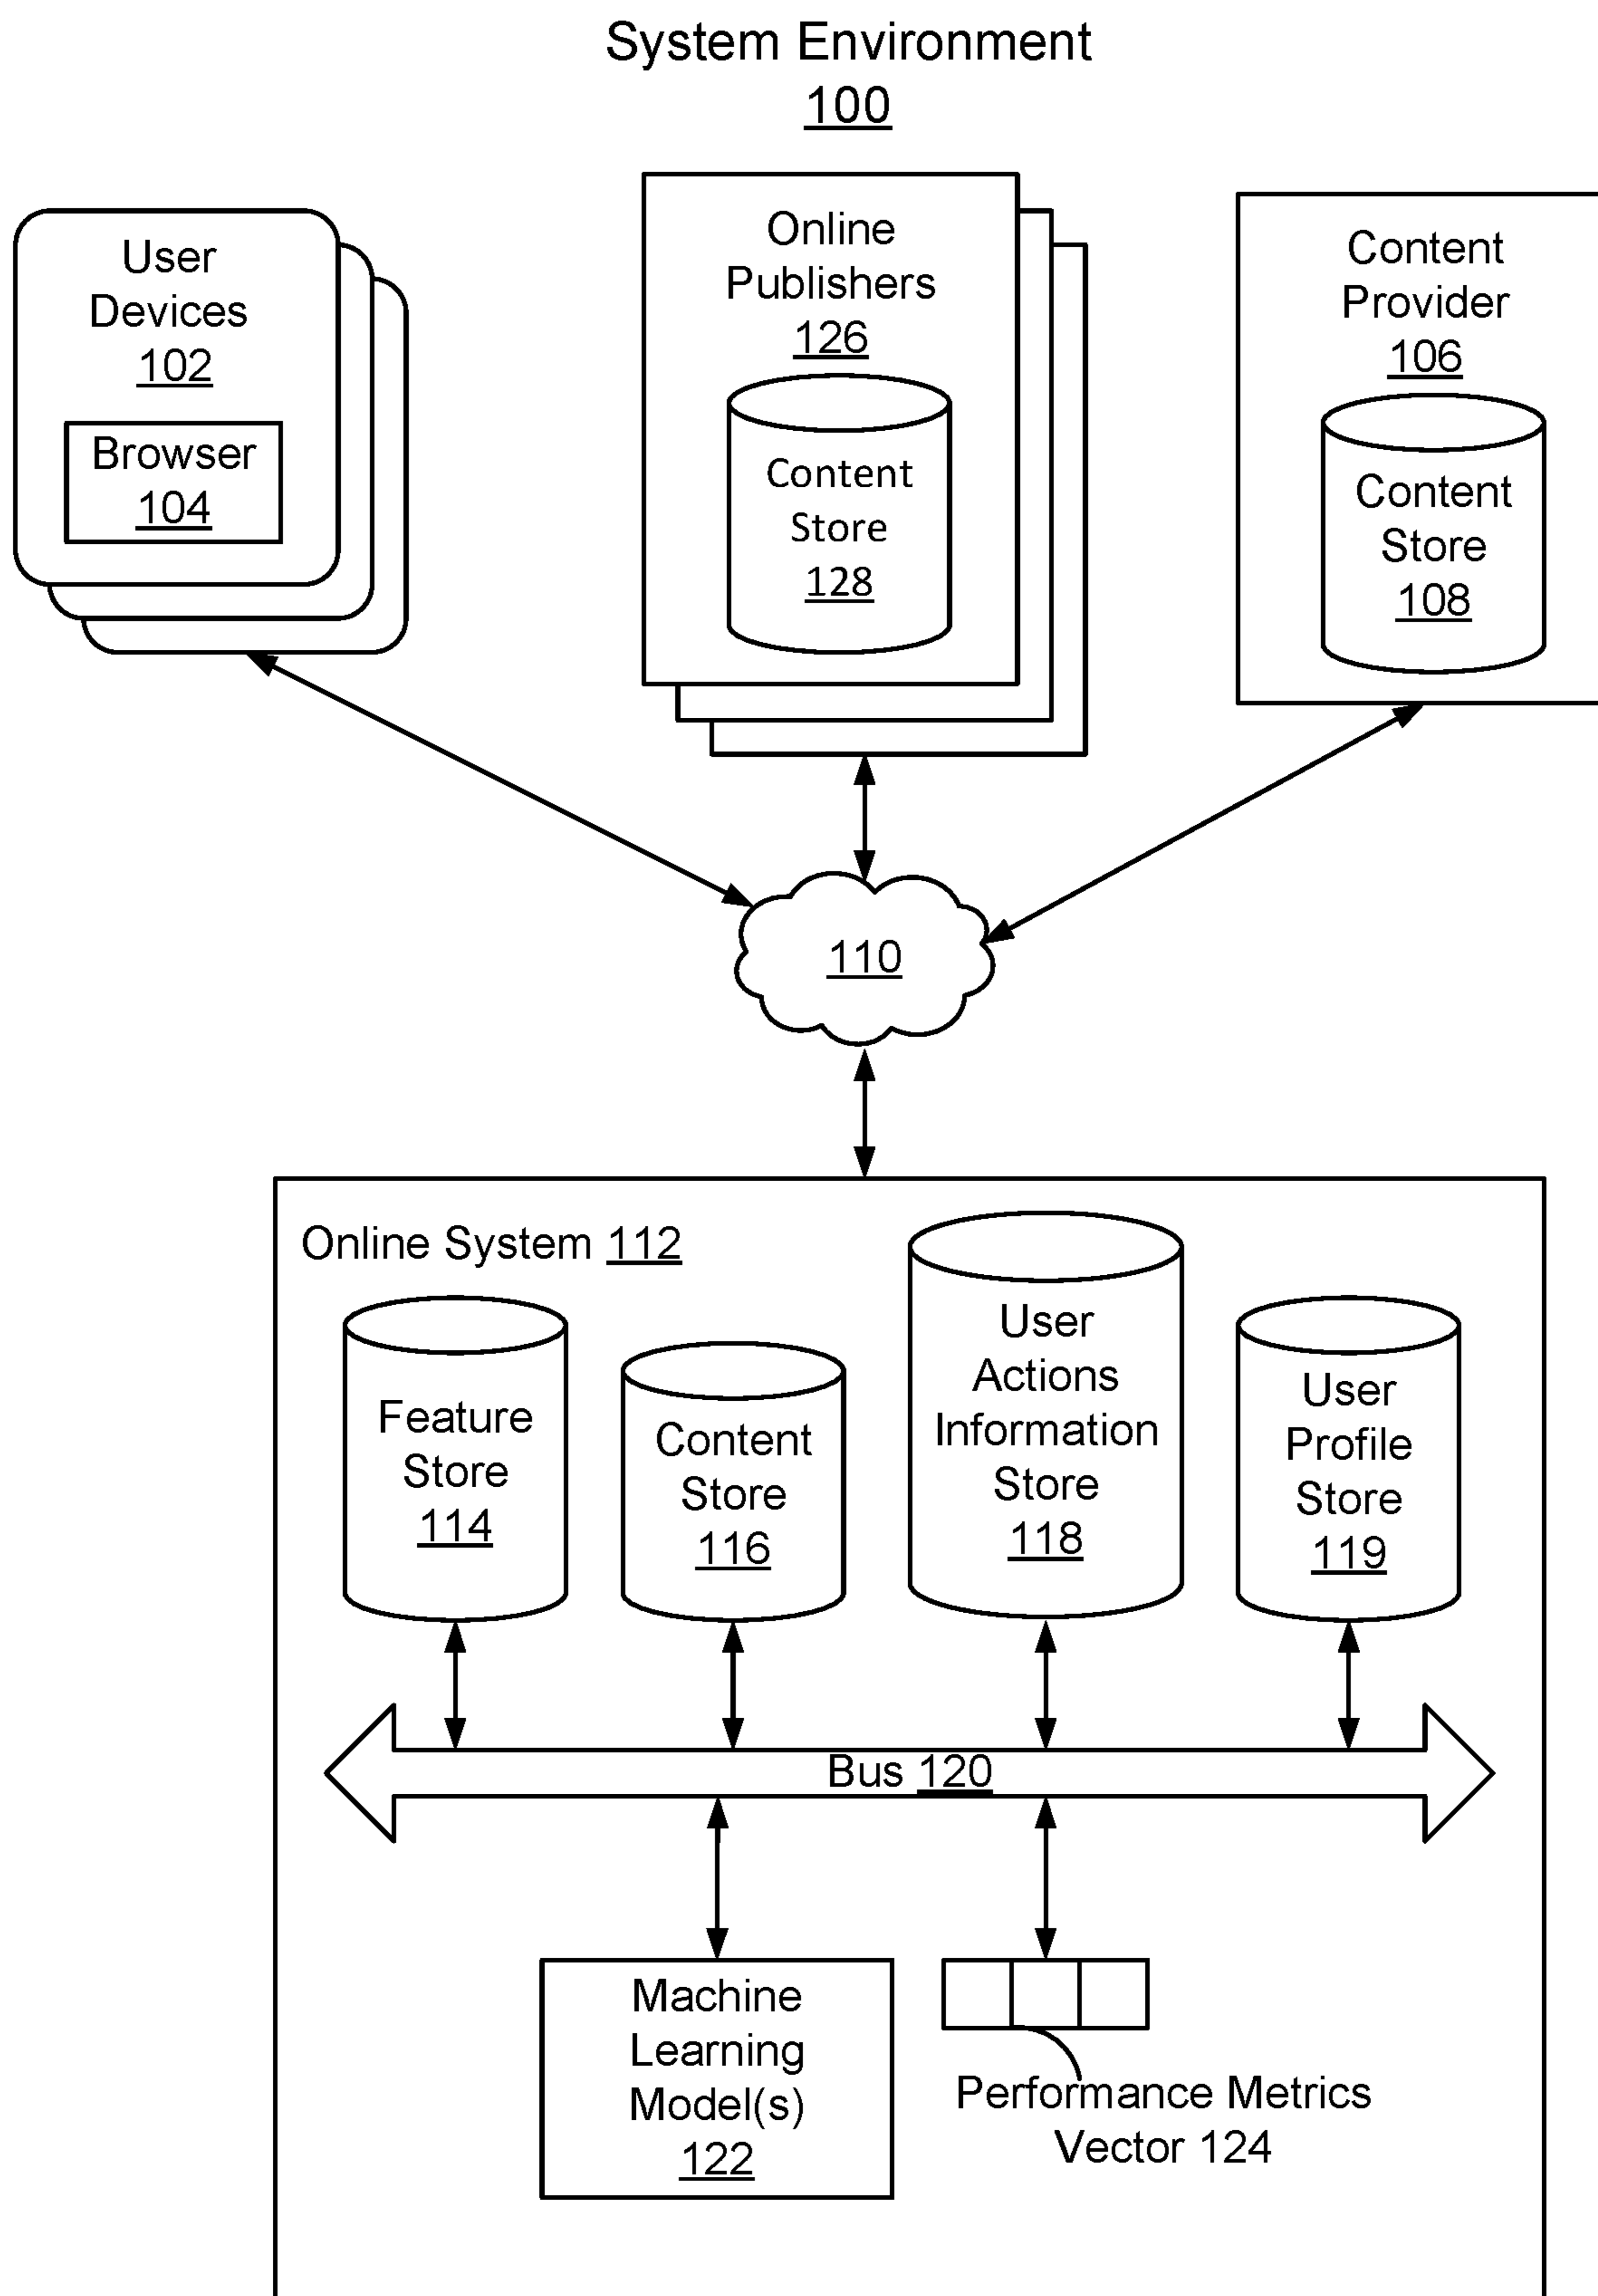 System Environment
100
User
Devices
102
Browser
104
Online
Publishers
126
Content
Store
128
Content
Provider
106
Content
Store
108
110
Online System 112
Feature
Store
114
Content
Store
116
User
Actions
Information
Store
118
User
Profile
Store
119
Bus 120
Machine
Learning
Model(s)
122
Performance Metrics
Vector 124